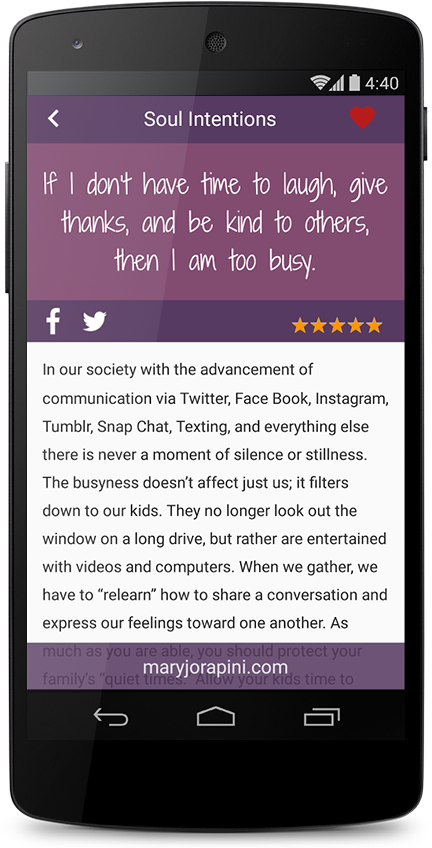 4:40
Soul Intentions
If I don't have time to laugh, give
thanks, and be kind to others,
then I am too busy.
In our society with the advancement of
communication via Twitter, Face Book, Instagram,
Tumblr, Snap Chat, Texting, and everything else
there is never a moment of silence or stillness.
The busyness doesn’t affect just us; it filters
down to our kids. They no longer look out the
window on a long drive, but rather are entertained
with videos and computers. When we gather, we
have to “relearn” how to share a conversation and
express our feelings toward one another. As
much as you are able, you should protect your
maryjorapini.com
family’s “quiet times.” Allow your kids time to